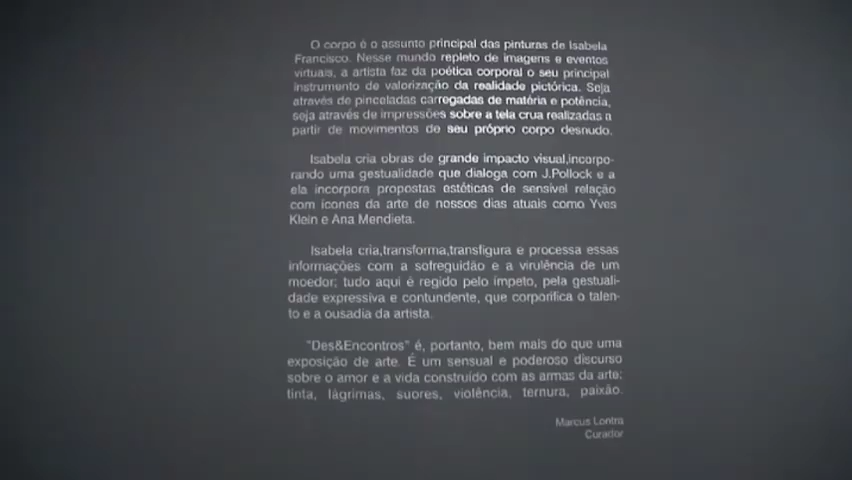 O corpo é o assunto principal das pinturas de Isabela
Francisco. Nesse mundo repleto de imagens e eventos
virtuais, a artista faz da poética corporal o seu principal
instrumento de valorização da realidade pictórica. Seja
através de pinceladas carregadas de matéria e potência,
seja através de impressões sobre a tela crua realizadas a
partir de movimentos de seu próprio corpo desnudo.
Isabela cria obras de grande impacto visual,incorpo-
rando uma gestualidade que dialoga com J.Pollock e a
ela incorpora propostas estéticas de sensível relação
com ícones da arte de nossos dias atuais como Yves
Klein e Ana Mendieta.
Isabela cria,transforma,transfigura e processa essas
informações com a sofreguidão e a virulência de um
moedor; tudo aqui é regido pelo ímpeto, pela gestuali-
dade expressiva e contundente, que corporifica o talen-
to e a ousadia da artista.
"Des&Encontros" é, portanto, bem mais do que uma
exposição de arte. É um sensual e poderoso discurso
sobre o amor e a vida construído com as armas da arte:
tinta, lágrimas, suores, violência, ternura, paixão.
Marcus Lontra
Curador